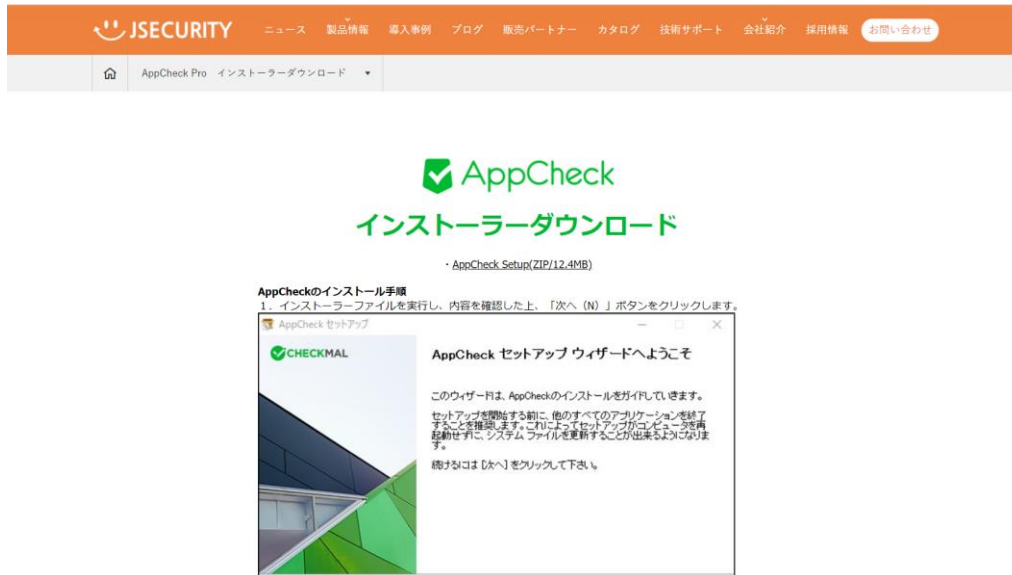 JSECURITY
ニュース 製品情報 導入事例 ブログ 販売パートナー カタログ 技術サポート 会社紹介 採用情報 お問い合わせ
AppCheck Pro インストーラーダウンロード
AppCheck
インストーラーダウンロード
・AppCheck Setup(ZIP/12.4MB)
AppCheckのインストール手順
1. インストーラーファイルを実行し、内容を確認した上、「次へ（N）」ボタンをクリックします。
AppCheck セットアップ
CHECKMAL
AppCheck セットアップ ウィザードへようこそ
このウィザードは、AppCheckのインストールをガイドしていきます。
セットアップを開始する前に、他のすべてのアプリケーションを終了
することを推奨します。これによってセットアップがコンピュータを再
起動せずに、システム ファイルを更新することが出来るようになりま
す。
続けるには [次へ] をクリックして下さい。